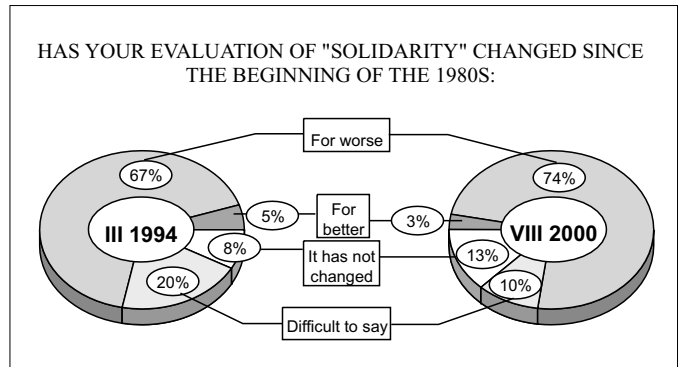 HAS YOUR EVALUATION OF "SOLIDARITY" CHANGED SINCE
THE BEGINNING OF THE 1980S:
For worse
67%
74%
5%
For
better
3%
III 1994
VIII 2000
8%
It has not
changed
13%
20%
10%
Difficult to say